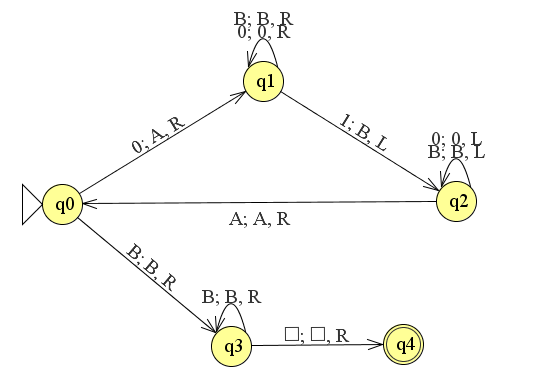 B; B, R
0; 0, R
q1
0; A, R
1; B, L
0; 0, L
B; B, L
q0
q2
A; A, R
B; B, R
B; B, R
q3
□; □, R
q4